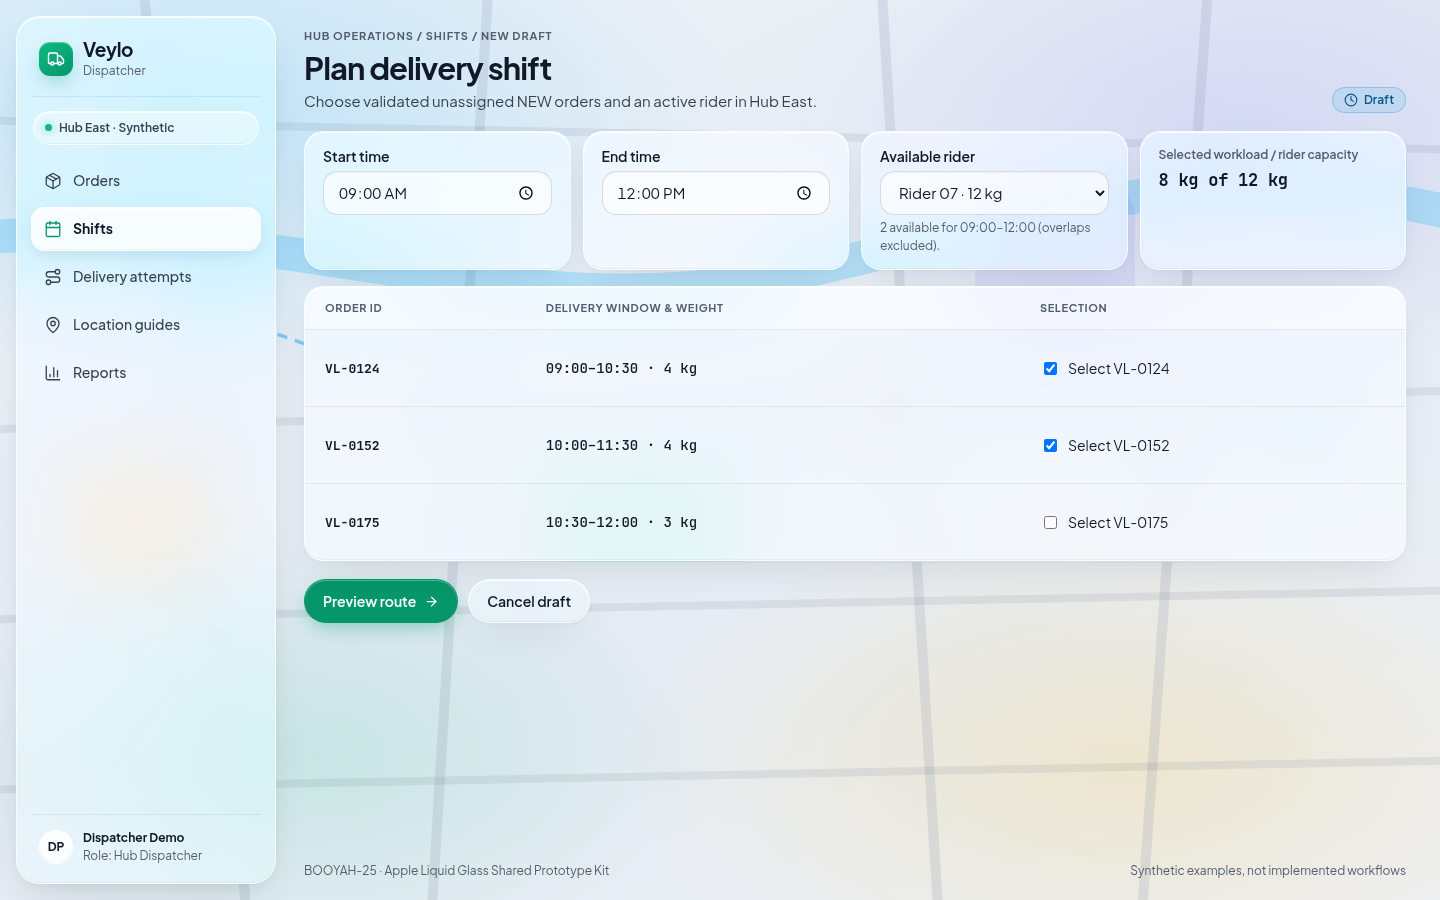 Veylo
Dispatcher
Hub East · Synthetic
Orders
Shifts
Delivery attempts
Location guides
Reports
DP
Dispatcher Demo
Role: Hub Dispatcher
HUB OPERATIONS / SHIFTS / NEW DRAFT
Plan delivery shift
Choose validated unassigned NEW orders and an active rider in Hub East.
Draft
Start time
09:00 AM
End time
12:00 PM
Available rider
Rider 07 · 12 kg
2 available for 09:00–12:00 (overlaps
excluded).
Selected workload / rider capacity
8 kg of 12 kg
ORDER ID DELIVERY WINDOW & WEIGHT SELECTION
VL-0124 09:00–10:30 · 4 kg Select VL-0124
VL-0152 10:00–11:30 · 4 kg Select VL-0152
VL-0175 10:30–12:00 · 3 kg Select VL-0175
Preview route →
Cancel draft
BOOYAH-25 · Apple Liquid Glass Shared Prototype Kit
Synthetic examples, not implemented workflows